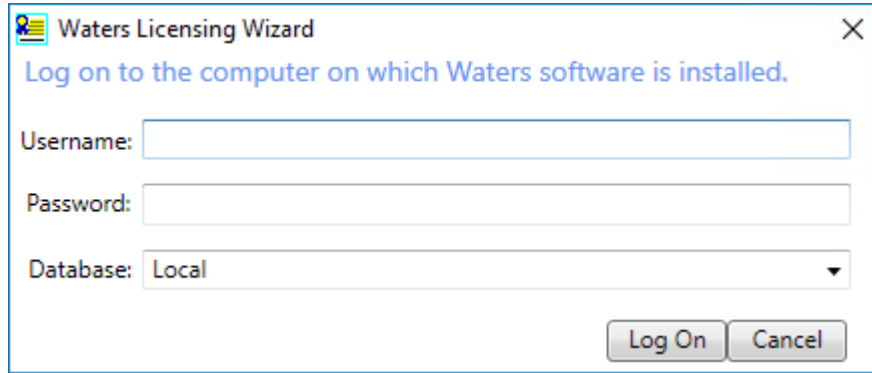 Waters Licensing Wizard
Log on to the computer on which Waters software is installed.
Username:
Password:
Database: Local
Log On Cancel